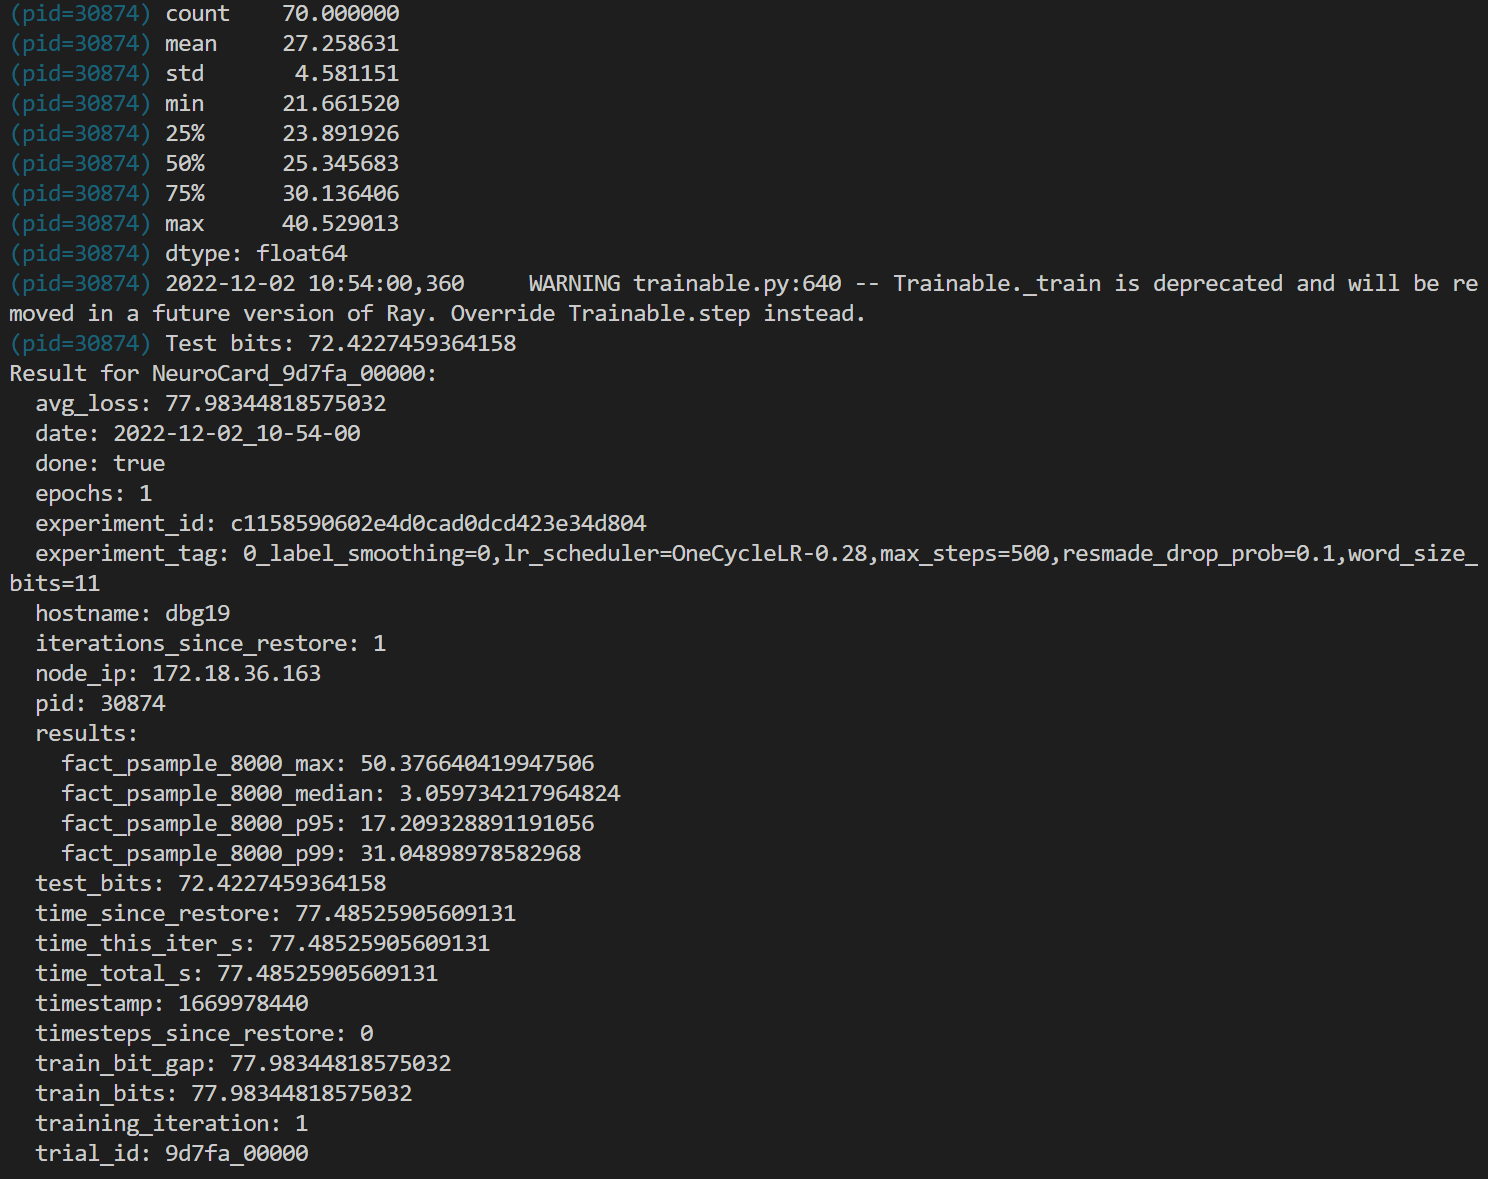 (pid=30874) count    70.000000
(pid=30874) mean     27.258631
(pid=30874) std       4.581151
(pid=30874) min      21.661520
(pid=30874) 25%      23.891926
(pid=30874) 50%      25.345683
(pid=30874) 75%      30.136406
(pid=30874) max      40.529013
(pid=30874) dtype: float64
(pid=30874) 2022-12-02 10:54:00,360     WARNING trainable.py:640 -- Trainable._train is deprecated and will be re
moved in a future version of Ray. Override Trainable.step instead.
(pid=30874) Test bits: 72.4227459364158
Result for NeuroCard_9d7fa_00000:
  avg_loss: 77.98344818575032
  date: 2022-12-02_10-54-00
  done: true
  epochs: 1
  experiment_id: c1158590602e4d0cad0dcd423e34d804
  experiment_tag: 0_label_smoothing=0,lr_scheduler=OneCycleLR-0.28,max_steps=500,resmade_drop_prob=0.1,word_size_
bits=11
  hostname: dbg19
  iterations_since_restore: 1
  node_ip: 172.18.36.163
  pid: 30874
  results:
    fact_psample_8000_max: 50.376640419947506
    fact_psample_8000_median: 3.059734217964824
    fact_psample_8000_p95: 17.209328891191056
    fact_psample_8000_p99: 31.04898978582968
  test_bits: 72.4227459364158
  time_since_restore: 77.48525905609131
  time_this_iter_s: 77.48525905609131
  time_total_s: 77.48525905609131
  timestamp: 1669978440
  timesteps_since_restore: 0
  train_bit_gap: 77.98344818575032
  train_bits: 77.98344818575032
  training_iteration: 1
  trial_id: 9d7fa_00000